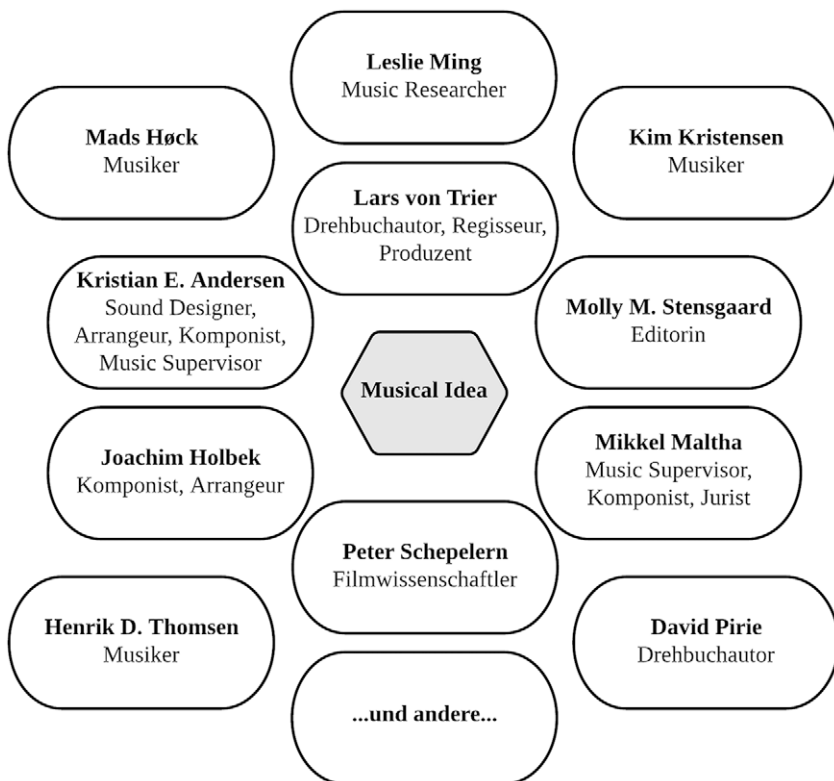 Leslie Ming
Music Researcher
Mads Høck
Musiker
Kim Kristensen
Musiker
Lars von Trier
Drehbuchautor, Regisseur,
Produzent
Kristian E. Andersen
Sound Designer,
Arrangeur, Komponist,
Music Supervisor
Molly M. Stensgaard
Editorin
Musical Idea
Joachim Holbek
Komponist, Arrangeur
Mikkel Maltha
Music Supervisor,
Komponist, Jurist
Peter Schepelern
Filmwissenschaftler
Henrik D. Thomsen
Musiker
David Pirie
Drehbuchautor
...und andere...